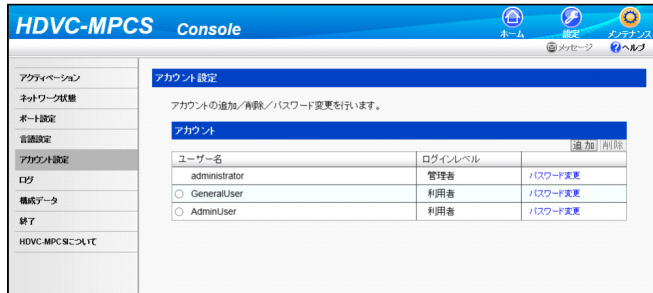 HDVC-MPCS Console
ホーム
設定
メンテナンス
メッセージ
ヘルプ
アクティベーション
ネットワーク状態
ポート設定
言語設定
アカウント設定
ログ
構成データ
終了
HDVC-MPCSについて
アカウント設定
アカウントの追加／削除／パスワード変更を行います。
アカウント
追加 削除
ユーザー名 ログインレベル
administrator 管理者 パスワード変更
GeneralUser 利用者 パスワード変更
AdminUser 利用者 パスワード変更